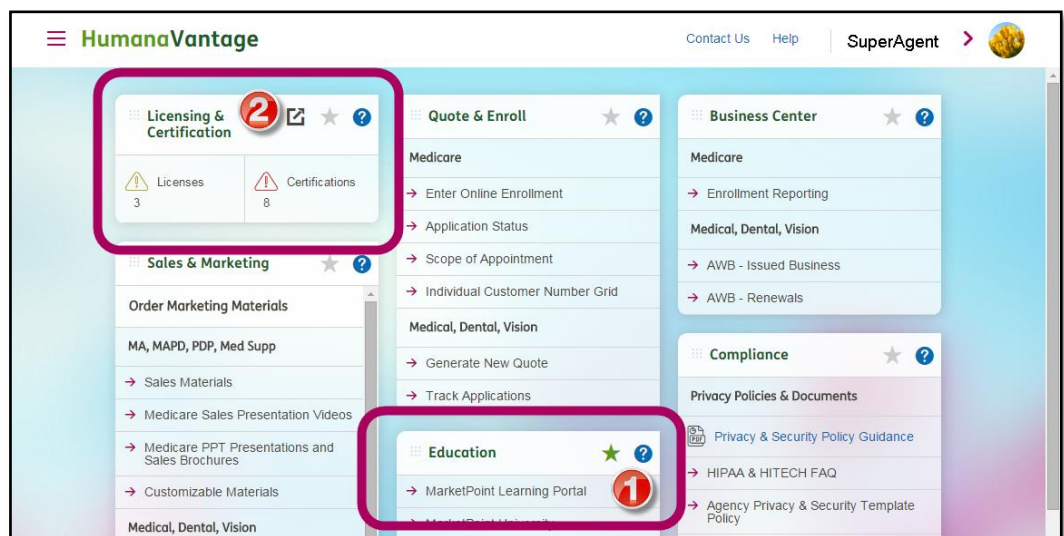 HumanaVantage
Contact Us Help SuperAgent
Licensing &
Certification
2
Licenses
3
Certifications
8
Sales & Marketing
Order Marketing Materials
MA, MAPD, PDP, Med Supp
Sales Materials
Medicare Sales Presentation Videos
Medicare PPT Presentations and
Sales Brochures
Customizable Materials
Medical, Dental, Vision
Quote & Enroll
Medicare
Enter Online Enrollment
Application Status
Scope of Appointment
Individual Customer Number Grid
Medical, Dental, Vision
Generate New Quote
Track Applications
Education
1
MarketPoint Learning Portal
MarketPoint University
Business Center
Medicare
Enrollment Reporting
Medical, Dental, Vision
AWB - Issued Business
AWB - Renewals
Compliance
Privacy Policies & Documents
PDF Privacy & Security Policy Guidance
HIPAA & HITECH FAQ
Agency Privacy & Security Template
Policy